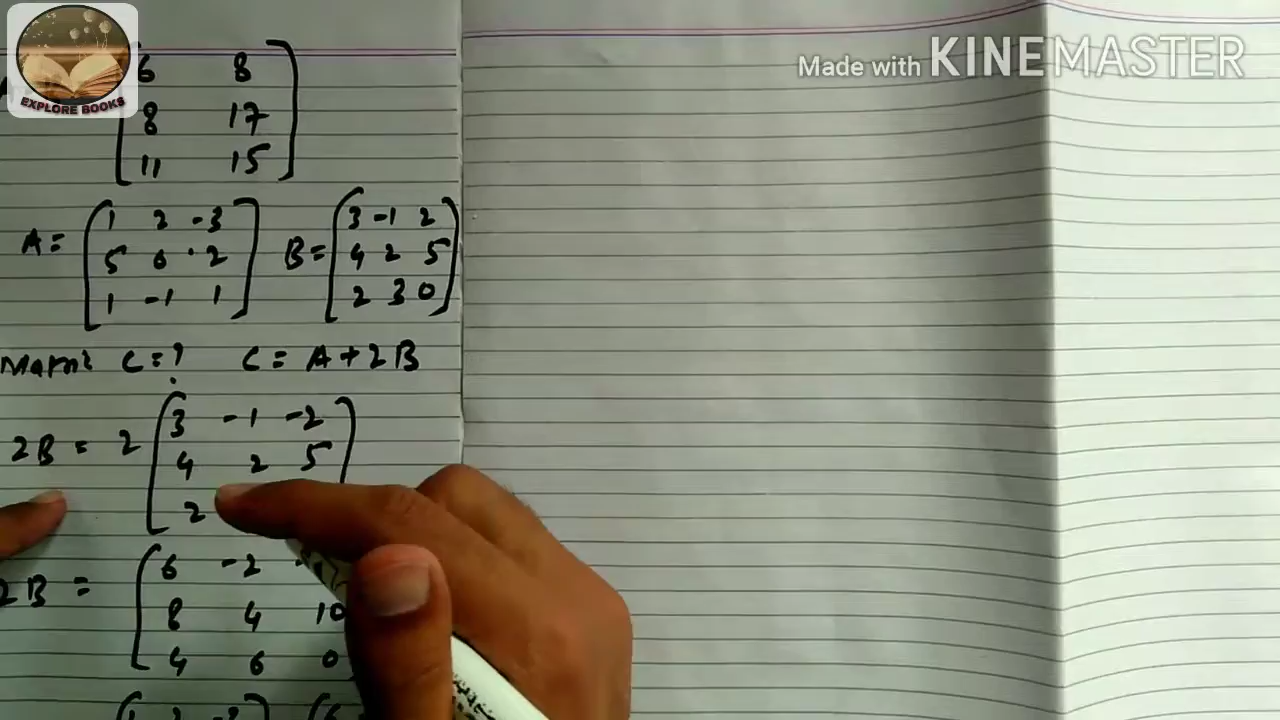 Made with KINEMASTER
EXPLORE BOOKS
6 8
8 17
11 15
A = 1 2 -3 B = 3 -1 2
5 0 2 4 2 5
1 -1 1 2 3 0
Matrix C = ? C = A + 2B
2B = 2 3 -1 -2
4 2 5
2
2B = 6 -2
8 4 10
4 6 0